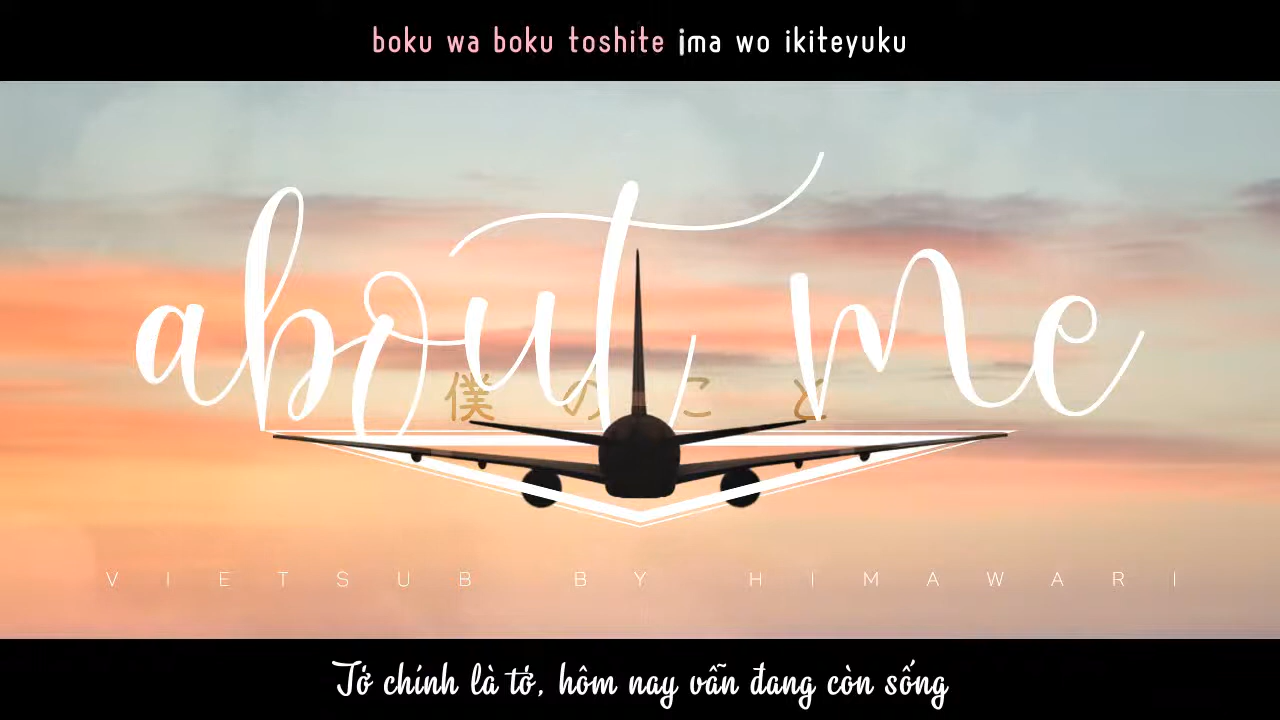 boku wa boku toshite ima wo ikiteyuku
about me
僕のこと
VIETSUB BY HIMAWARI
Tớ chính là tớ, hôm nay vẫn đang còn sống